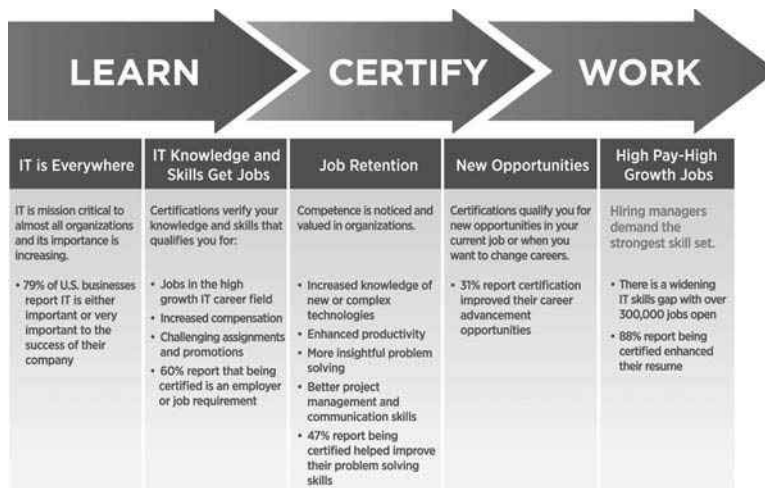 LEARN
CERTIFY
WORK
IT is Everywhere
IT is mission critical to
almost all organizations
and its importance is
increasing.
• 79% of U.S. businesses
report IT is either
important or very
important to the
success of their
company
IT Knowledge and
Skills Get Jobs
Certifications verify your
knowledge and skills that
qualifies you for:
• Jobs in the high
growth IT career field
• Increased compensation
• Challenging assignments
and promotions
• 60% report that being
certified is an employer
or job requirement
Job Retention
Competence is noticed and
valued in organizations.
• Increased knowledge of
new or complex
technologies
• Enhanced productivity
• More insightful problem
solving
• Better project
management and
communication skills
• 47% report being
certified helped improve
their problem solving
skills
New Opportunities
Certifications qualify you for
new opportunities in your
current job or when you
want to change careers.
• 31% report certification
improved their career
advancement
opportunities
High Pay-High
Growth Jobs
Hiring managers
demand the
strongest skill set.
• There is a widening
IT skills gap with over
300,000 jobs open
• 88% report being
certified enhanced
their resume